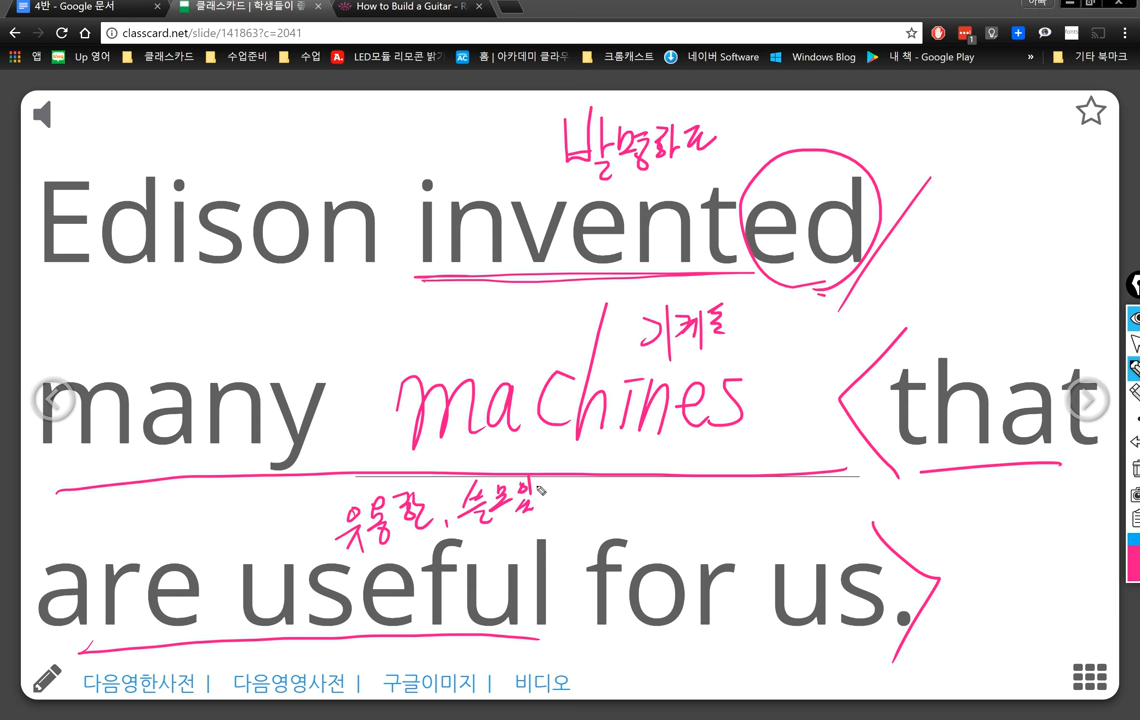 4반 - Google 문서
클래스카드 | 학생들이 좋
How to Build a Guitar - R
아빠
classcard.net/slide/141863?c=2041
앱 Up 영어 클래스카드 수업준비 수업 LED모듈 리모콘 밝기 홈 | 아카데미 클라우 크롬캐스트 네이버 Software Windows Blog 내 책 - Google Play » 기타 북마크
발명하다
Edison invented
기계를
many machines that
유용한, 쓸모있
are useful for us.
다음영한사전 | 다음영영사전 | 구글이미지 | 비디오